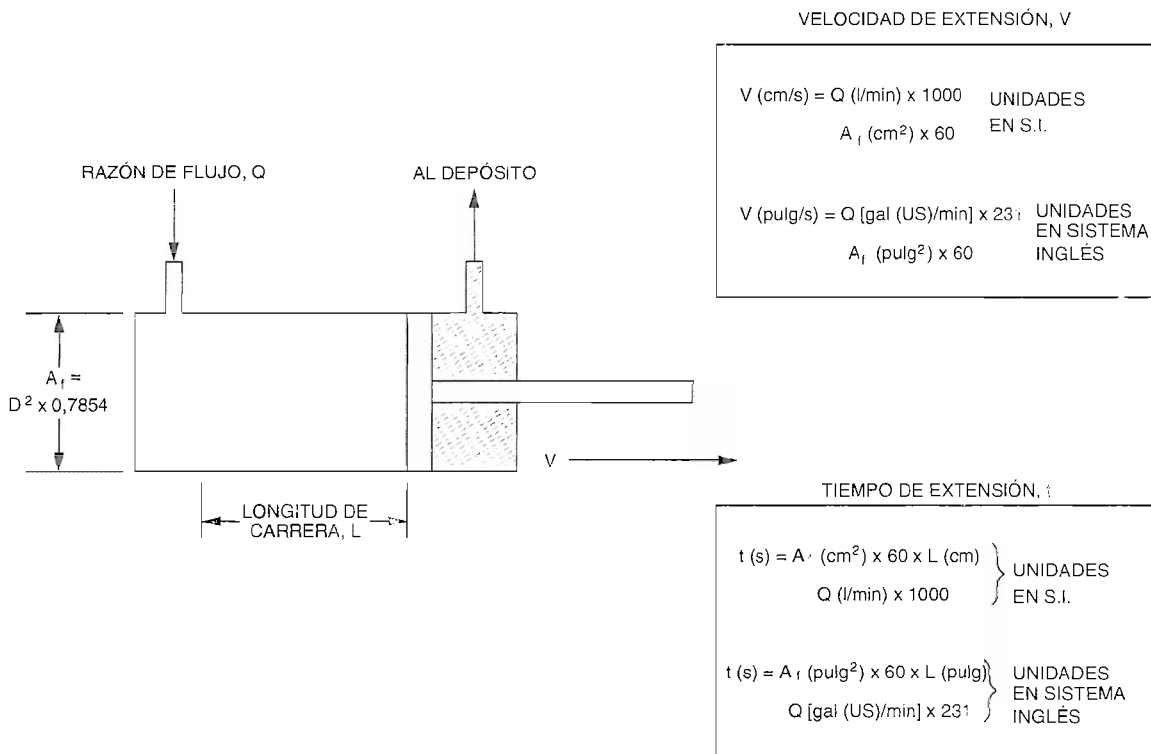 VELOCIDAD DE EXTENSIÓN, V
V (cm/s) = Q (l/min) x 1000
A f (cm²) x 60
UNIDADES
EN S.I.
V (pulg/s) = Q [gal (US)/min] x 231
A f (pulg²) x 60
UNIDADES
EN SISTEMA
INGLÉS
RAZÓN DE FLUJO, Q
AL DEPÓSITO
A f =
D² x 0,7854
V
LONGITUD DE
CARRERA, L
TIEMPO DE EXTENSIÓN, t
t (s) = A (cm²) x 60 x L (cm)
Q (l/min) x 1000
UNIDADES
EN S.I.
t (s) = A f (pulg²) x 60 x L (pulg)
Q [gal (US)/min] x 231
UNIDADES
EN SISTEMA
INGLÉS